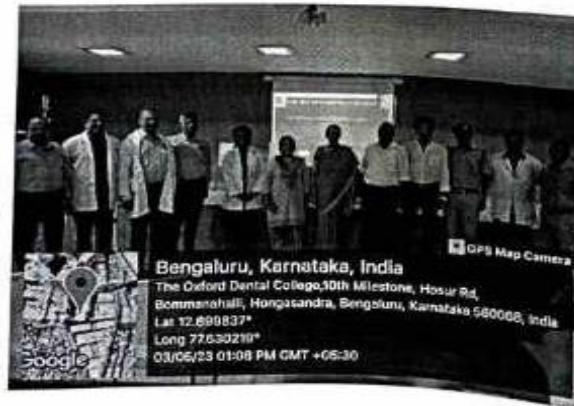 GPS Map Camera
Bengaluru, Karnataka, India
The Oxford Dental College,10th Milestone, Hosur Rd,
Bommanahalli, Hongasandra, Bengaluru, Karnataka 560068, India
Lat 12.899837°
Long 77.630219°
03/05/23 01:08 PM GMT +05:30
Google